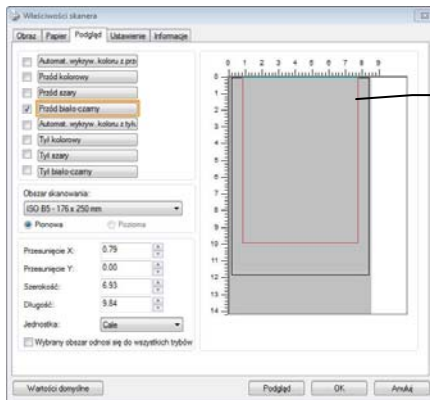 Właściwości skanera
Obraz Papier Podgląd Ustawienie Informacje
Automat. wykryw. koloru z prz
Przód kolorowy
Przód szary
Przód biało-czarny
Automat. wykryw. koloru z tyłu
Tył kolorowy
Tył szary
Tył biało-czarny
Obszar skanowania:
ISO B5 - 176 x 250 mm
Pionowa Pozioma
Przesunięcie X: 0.79
Przesunięcie Y: 0.00
Szerokość: 6.93
Długość: 9.84
Jednostka: Cale
Wybrany obszar odnosi się do wszystkich trybów
0 1 2 3 4 5 6 7 8 9
0
1
2
3
4
5
6
7
8
9
10
11
12
13
14
Wartości domyślne Podgląd OK Anuluj